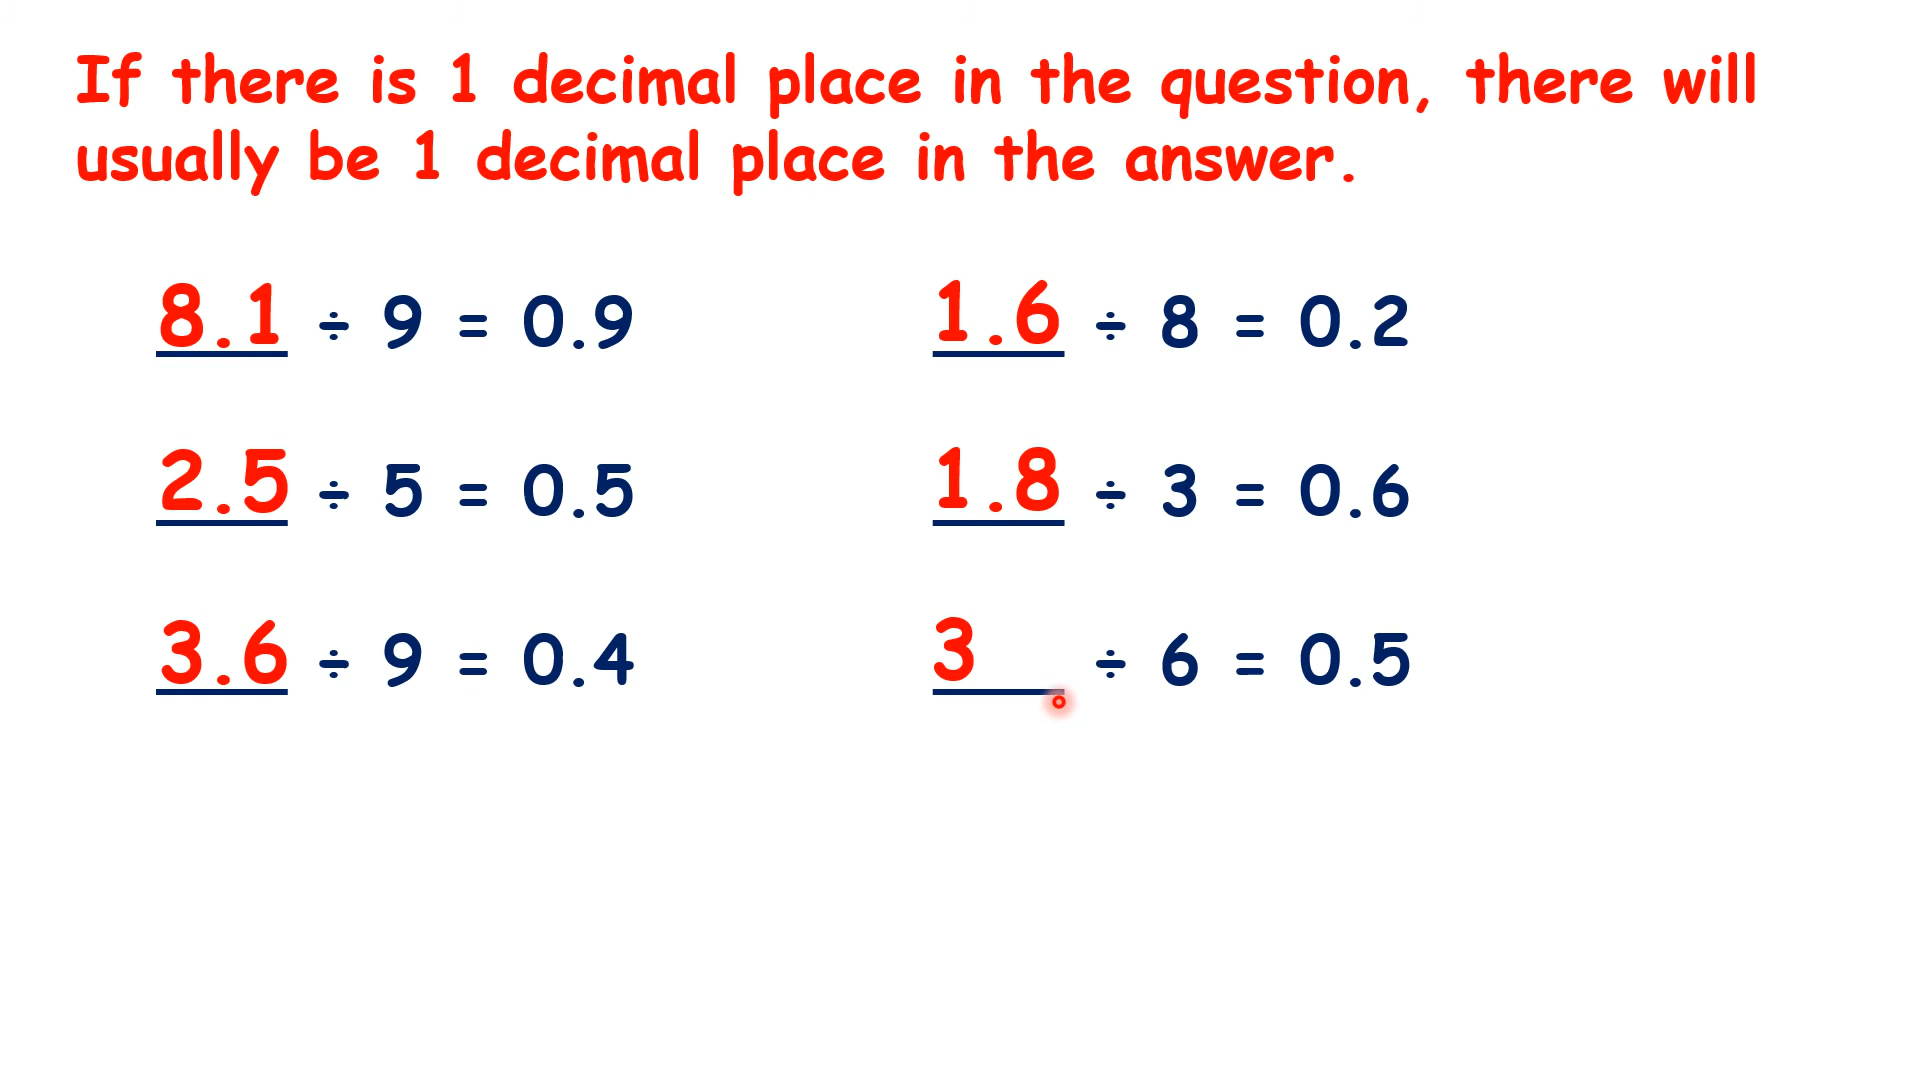 If there is 1 decimal place in the question, there will
usually be 1 decimal place in the answer.
8.1 ÷ 9 = 0.9
1.6 ÷ 8 = 0.2
2.5 ÷ 5 = 0.5
1.8 ÷ 3 = 0.6
3.6 ÷ 9 = 0.4
3 ÷ 6 = 0.5